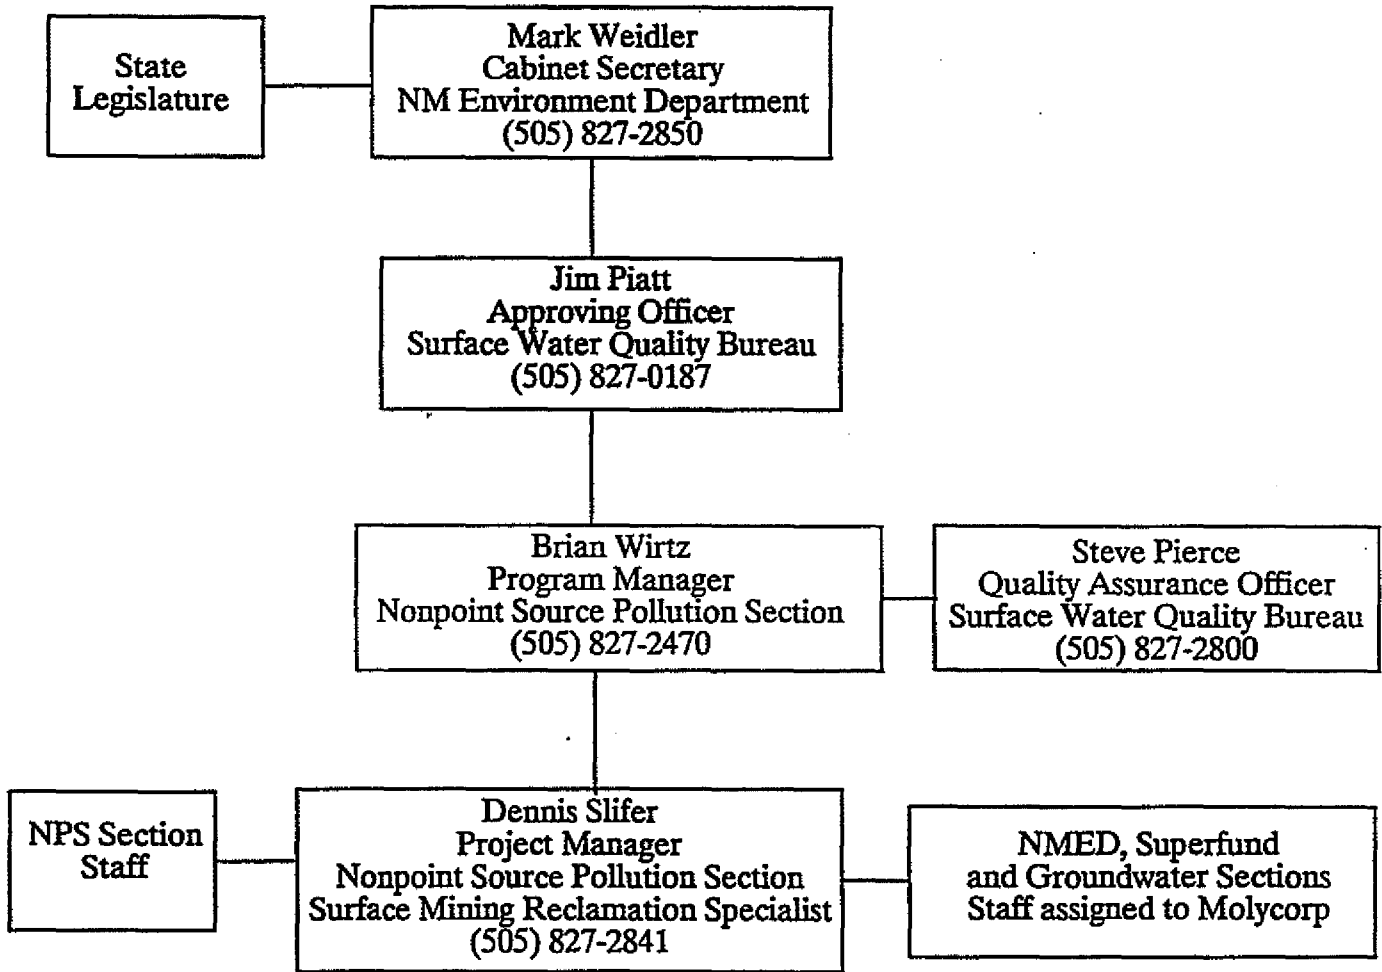 State
Legislature
Mark Weidler
Cabinet Secretary
NM Environment Department
(505) 827-2850
Jim Piatt
Approving Officer
Surface Water Quality Bureau
(505) 827-0187
Brian Wirtz
Program Manager
Nonpoint Source Pollution Section
(505) 827-2470
Steve Pierce
Quality Assurance Officer
Surface Water Quality Bureau
(505) 827-2800
NPS Section
Staff
Dennis Slifer
Project Manager
Nonpoint Source Pollution Section
Surface Mining Reclamation Specialist
(505) 827-2841
NMED, Superfund
and Groundwater Sections
Staff assigned to Molycorp